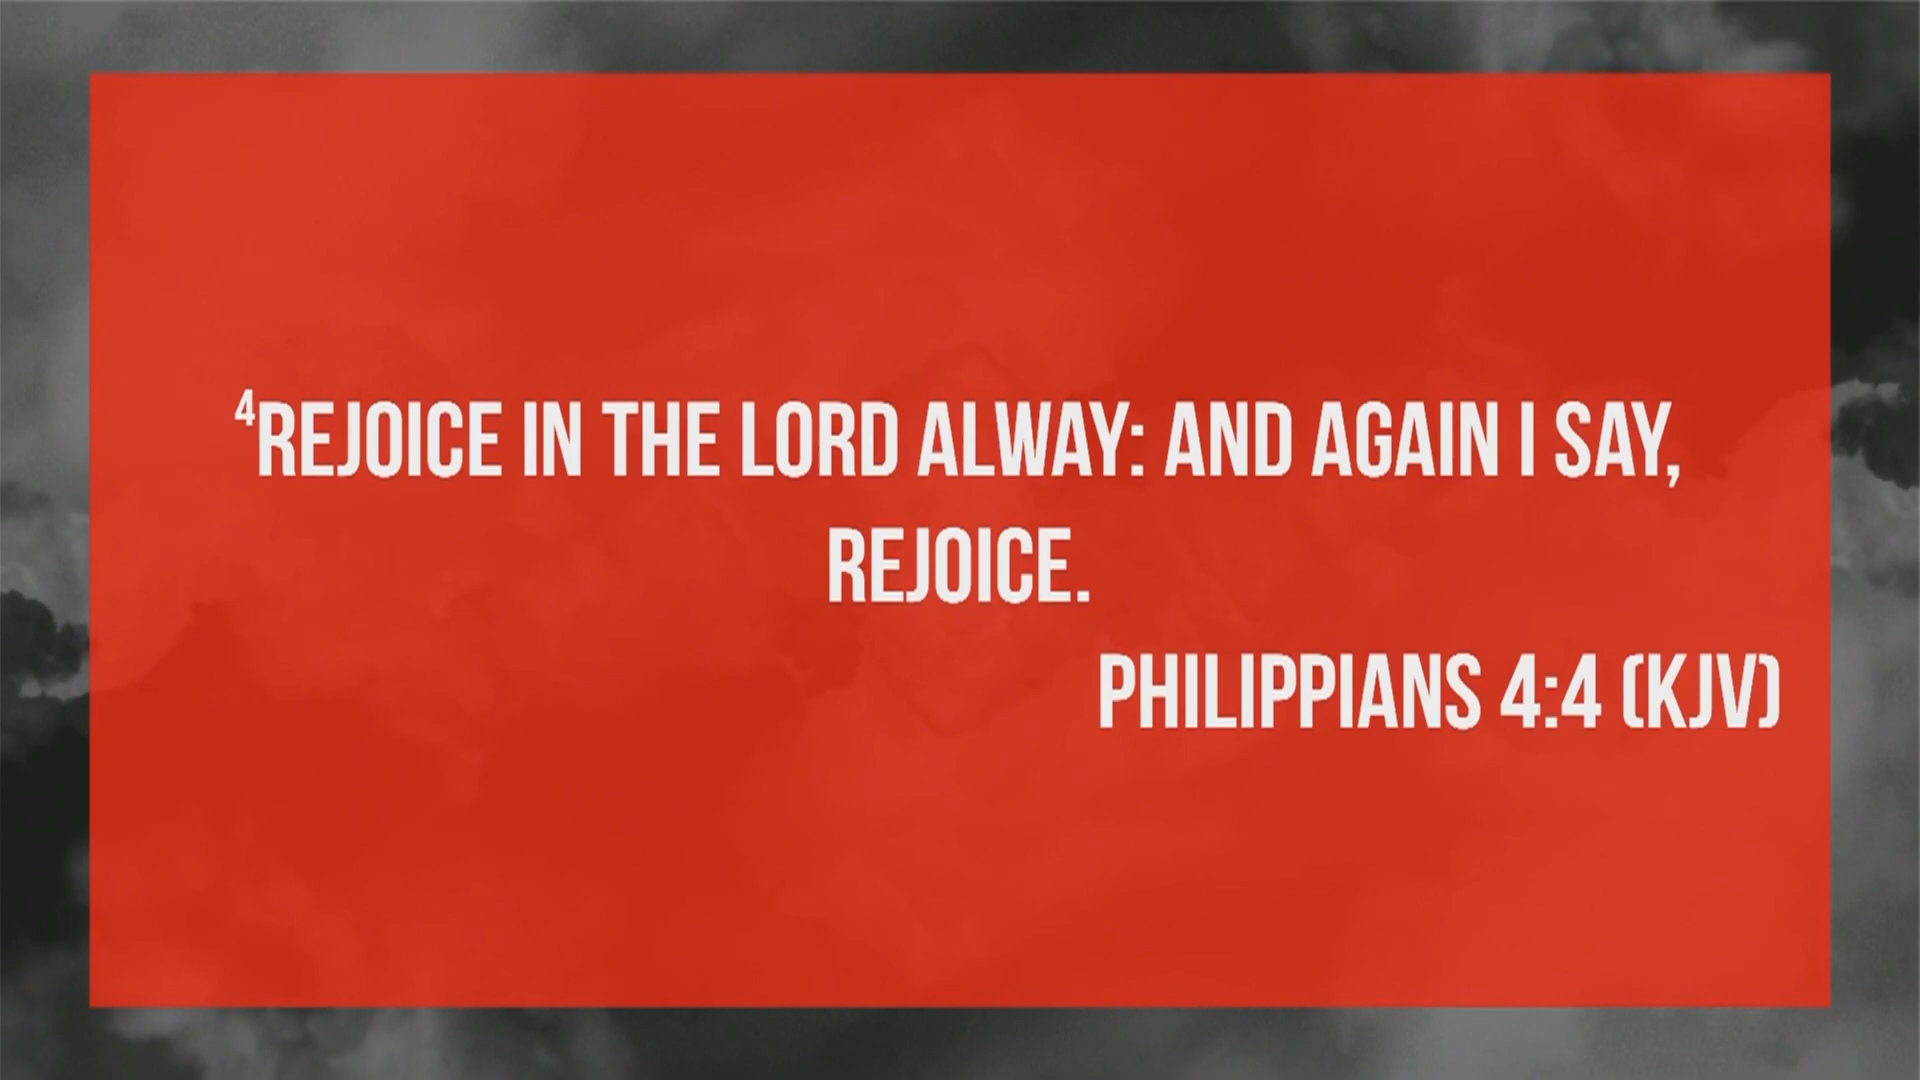 ⁴REJOICE IN THE LORD ALWAY: AND AGAIN I SAY,
REJOICE.
PHILIPPIANS 4:4 (KJV)